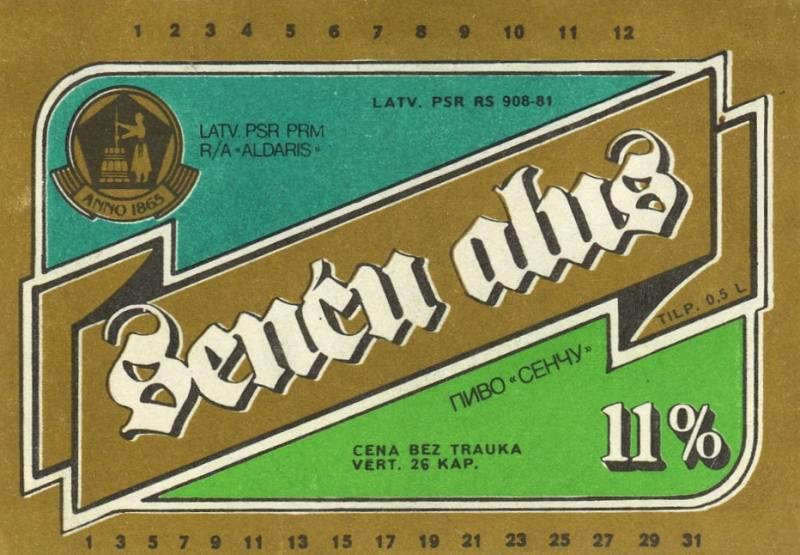 1 2 3 4 5 6 7 8 9 10 11 12
LATV. PSR RS 908-81
LATV. PSR PRM
R/A «ALDARIS»
ANNO 1865
Senću alus
TILP. 0,5 L
ПИВО «СЕНЧУ»
11%
CENA BEZ TRAUKA
VERT. 26 KAP.
1 3 5 7 9 11 13 15 17 19 21 23 25 27 29 31